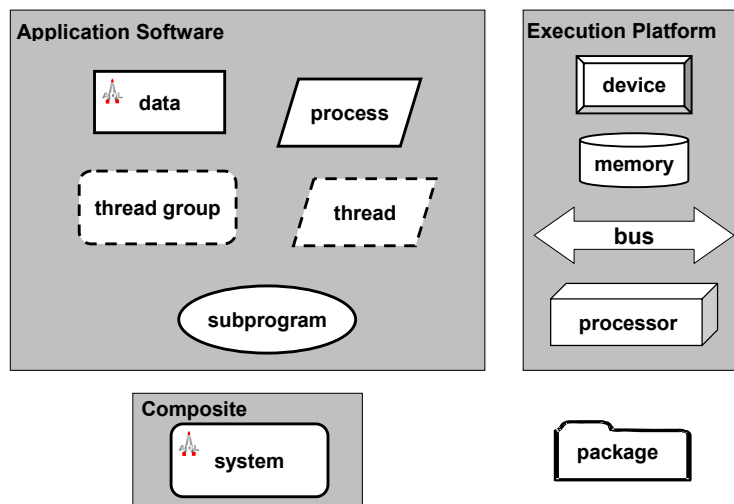 Application Software
data
process
thread group
thread
subprogram
Execution Platform
device
memory
bus
processor
Composite
system
package